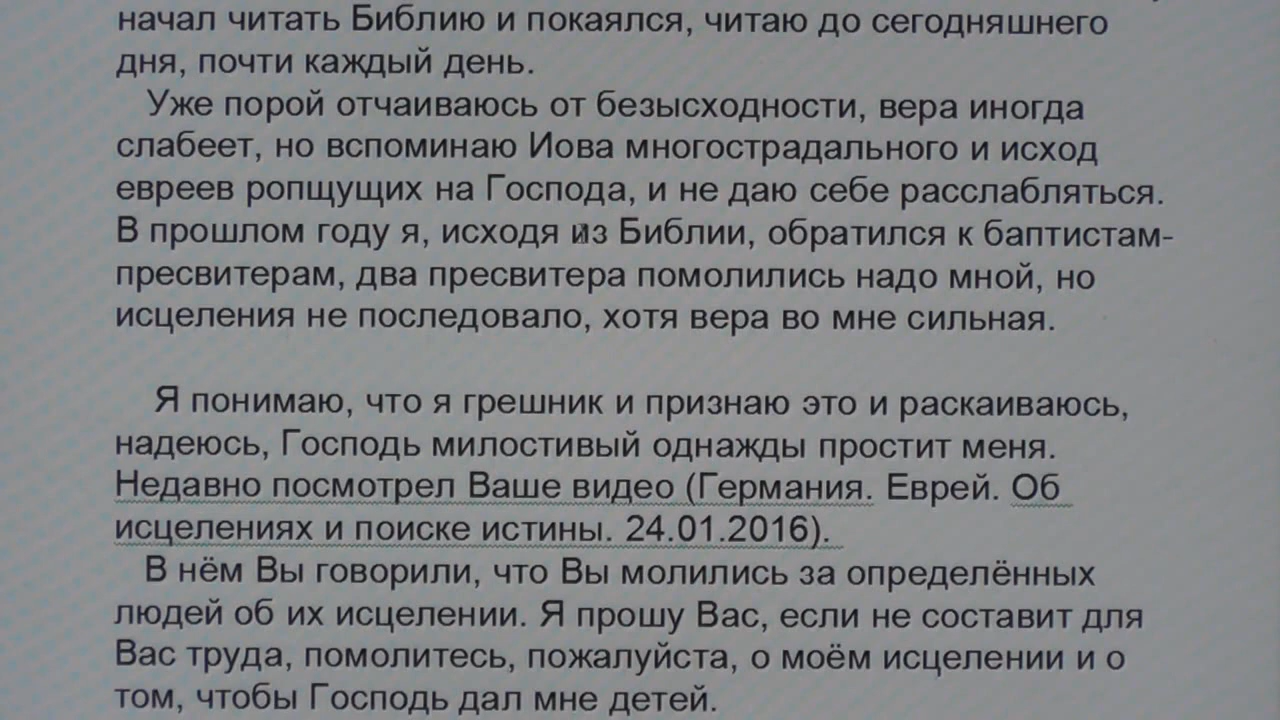 начал читать Библию и покаялся, читаю до сегодняшнего
дня, почти каждый день.
Уже порой отчаиваюсь от безысходности, вера иногда
слабеет, но вспоминаю Иова многострадального и исход
евреев ропщущих на Господа, и не даю себе расслабляться.
В прошлом году я, исходя из Библии, обратился к баптистам-
пресвитерам, два пресвитера помолились надо мной, но
исцеления не последовало, хотя вера во мне сильная.
Я понимаю, что я грешник и признаю это и раскаиваюсь,
надеюсь, Господь милостивый однажды простит меня.
Недавно посмотрел Ваше видео (Германия. Еврей. Об
исцелениях и поиске истины. 24.01.2016).
В нём Вы говорили, что Вы молились за определённых
людей об их исцелении. Я прошу Вас, если не составит для
Вас труда, помолитесь, пожалуйста, о моём исцелении и о
том, чтобы Господь дал мне детей.